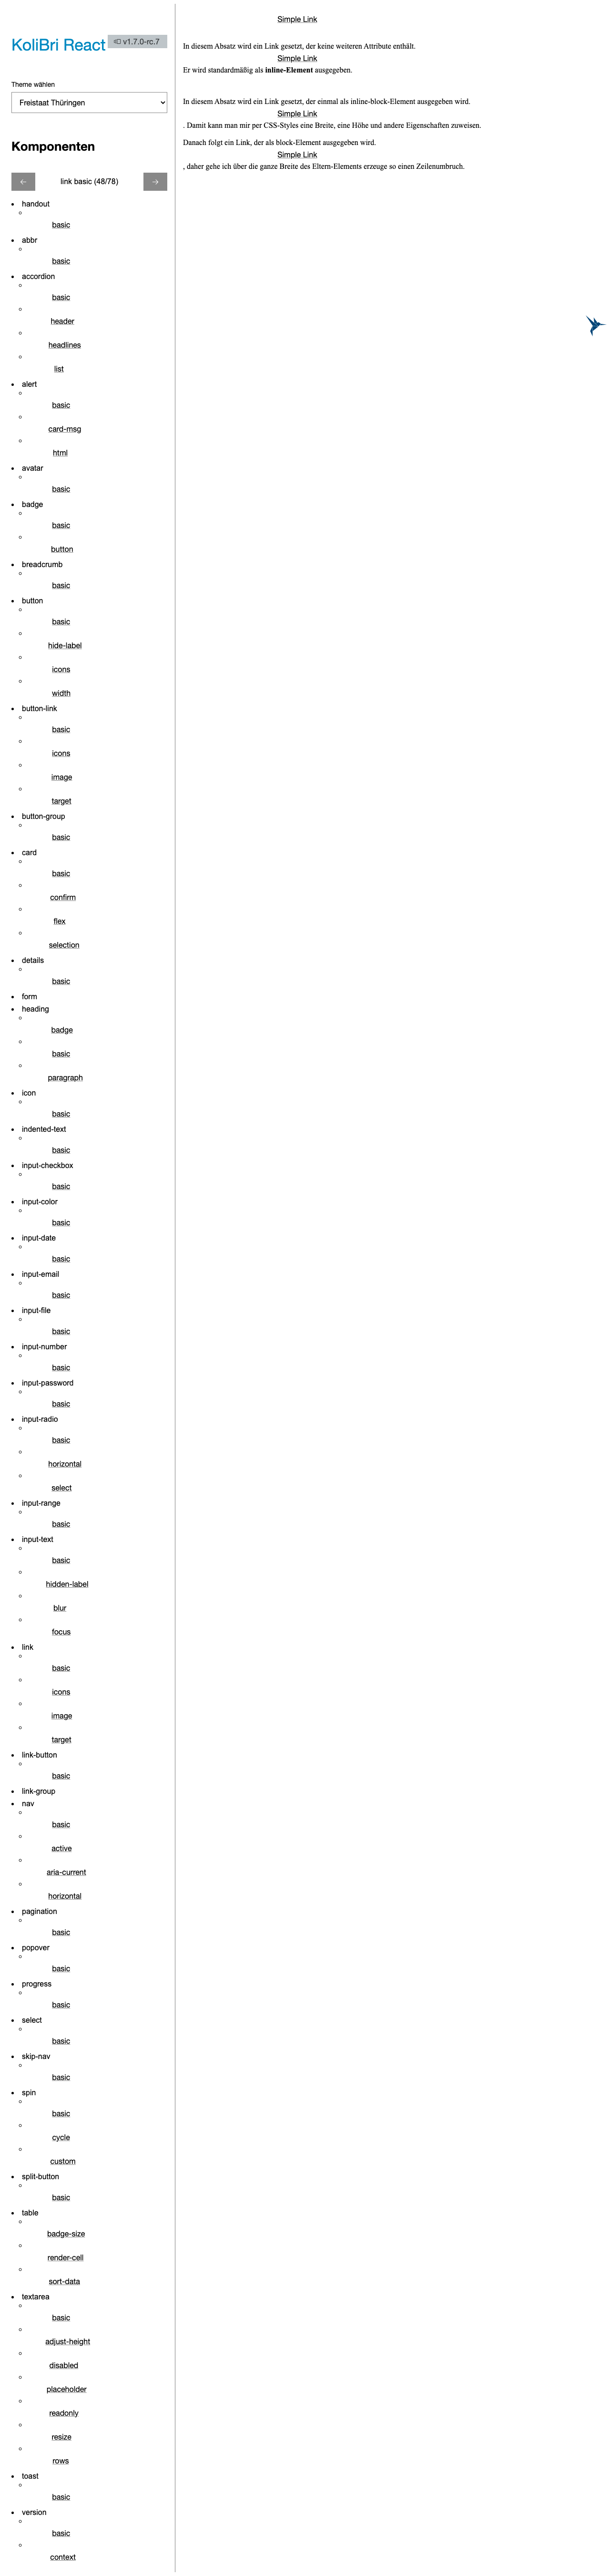 KoliBri React
v1.7.0-rc.7
Theme wählen
Freistaat Thüringen
Komponenten
←
link basic (48/78)
→
handout
basic
abbr
basic
accordion
basic
header
headlines
list
alert
basic
card-msg
html
avatar
basic
badge
basic
button
breadcrumb
basic
button
basic
hide-label
icons
width
button-link
basic
icons
image
target
button-group
basic
card
basic
confirm
flex
selection
details
basic
form
heading
badge
basic
paragraph
icon
basic
indented-text
basic
input-checkbox
basic
input-color
basic
input-date
basic
input-email
basic
input-file
basic
input-number
basic
input-password
basic
input-radio
basic
horizontal
select
input-range
basic
input-text
basic
hidden-label
blur
focus
link
basic
icons
image
target
link-button
basic
link-group
nav
basic
active
aria-current
horizontal
pagination
basic
popover
basic
progress
basic
select
basic
skip-nav
basic
spin
basic
cycle
custom
split-button
basic
table
badge-size
render-cell
sort-data
textarea
basic
adjust-height
disabled
placeholder
readonly
resize
rows
toast
basic
version
basic
context
Simple Link
In diesem Absatz wird ein Link gesetzt, der keine weiteren Attribute enthält.
Simple Link
Er wird standardmäßig als inline-Element ausgegeben.
In diesem Absatz wird ein Link gesetzt, der einmal als inline-block-Element ausgegeben wird.
Simple Link
. Damit kann man mir per CSS-Styles eine Breite, eine Höhe und andere Eigenschaften zuweisen.
Danach folgt ein Link, der als block-Element ausgegeben wird.
Simple Link
, daher gehe ich über die ganze Breite des Eltern-Elements erzeuge so einen Zeilenumbruch.